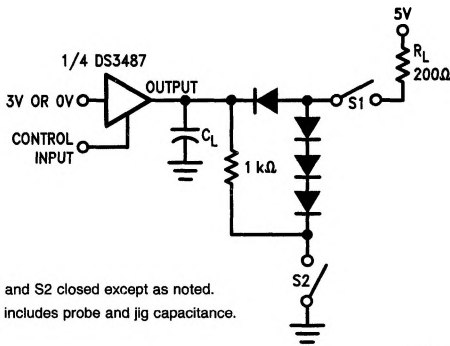 5V
1/4 DS3487
RL
200Ω
OUTPUT
3V OR 0V
S1
CL
CONTROL
INPUT
1 kΩ
S2
and S2 closed except as noted.
includes probe and jig capacitance.